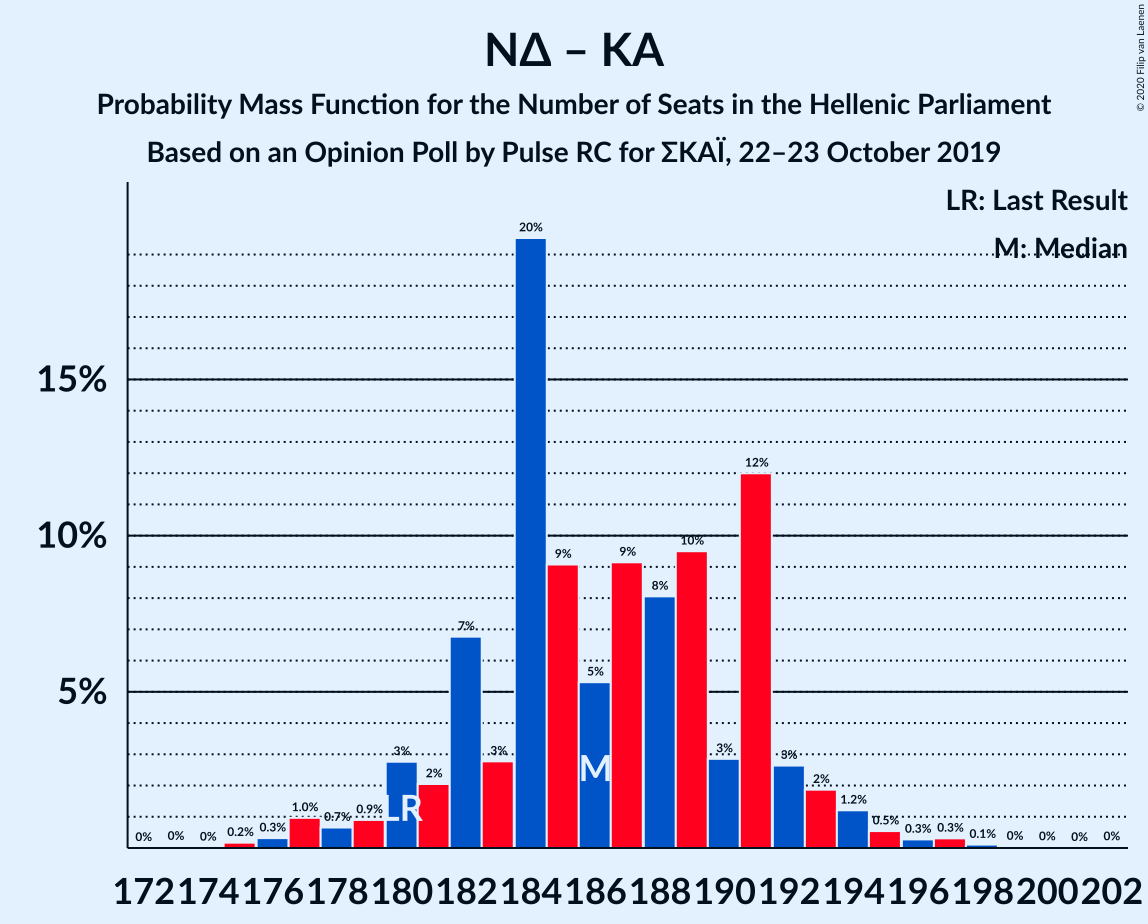 ΝΔ – ΚΑ
Probability Mass Function for the Number of Seats in the Hellenic Parliament
Based on an Opinion Poll by Pulse RC for ΣΚΑΪ, 22–23 October 2019
© 2020 Filip van Laenen
LR: Last Result
M: Median
15%
10%
5%
0% 0% 0% 0.2% 0.3% 1.0% 0.7% 0.9% 3% 2% 7% 3% 20% 9% 5% 9% 8% 10% 3% 12% 3% 2% 1.2% 0.5% 0.3% 0.3% 0.1% 0% 0% 0% 0%
LR
M
172 174 176 178 180 182 184 186 188 190 192 194 196 198 200 202